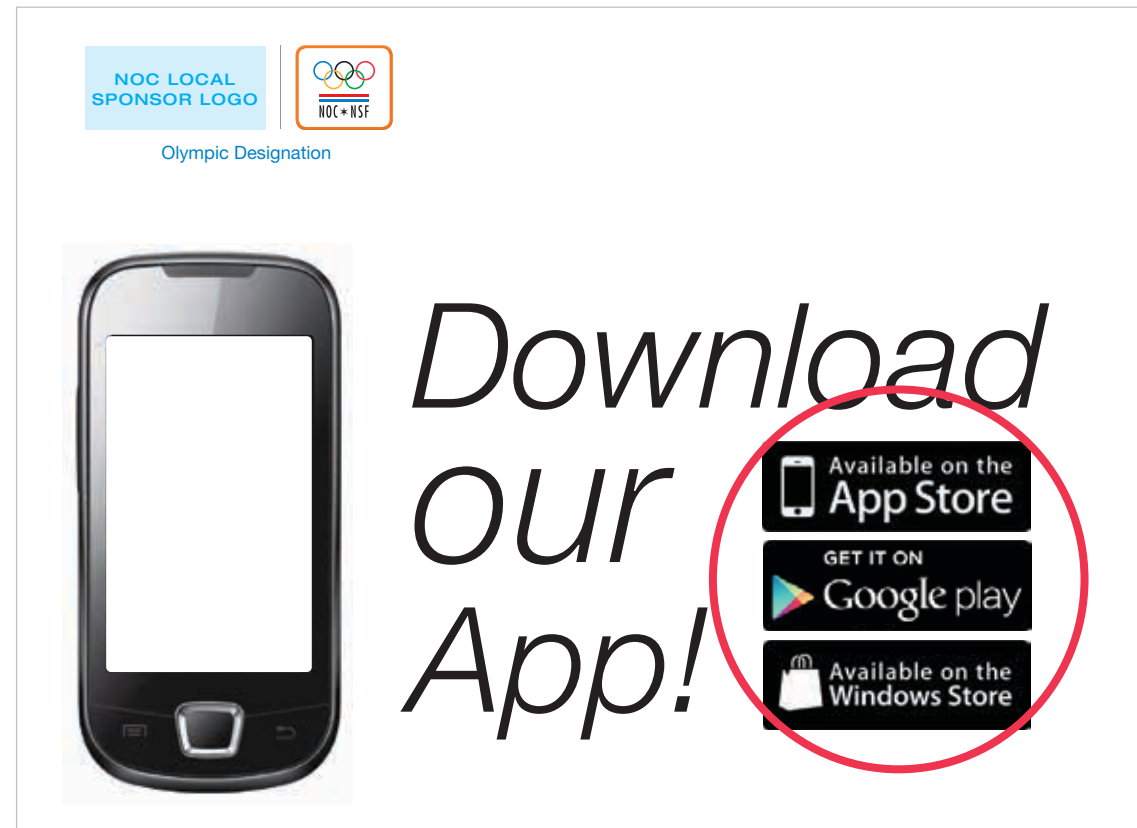 NOC LOCAL
SPONSOR LOGO
NOC*NSF
Olympic Designation
Download
our
App!
Available on the
App Store
GET IT ON
Google play
Available on the
Windows Store